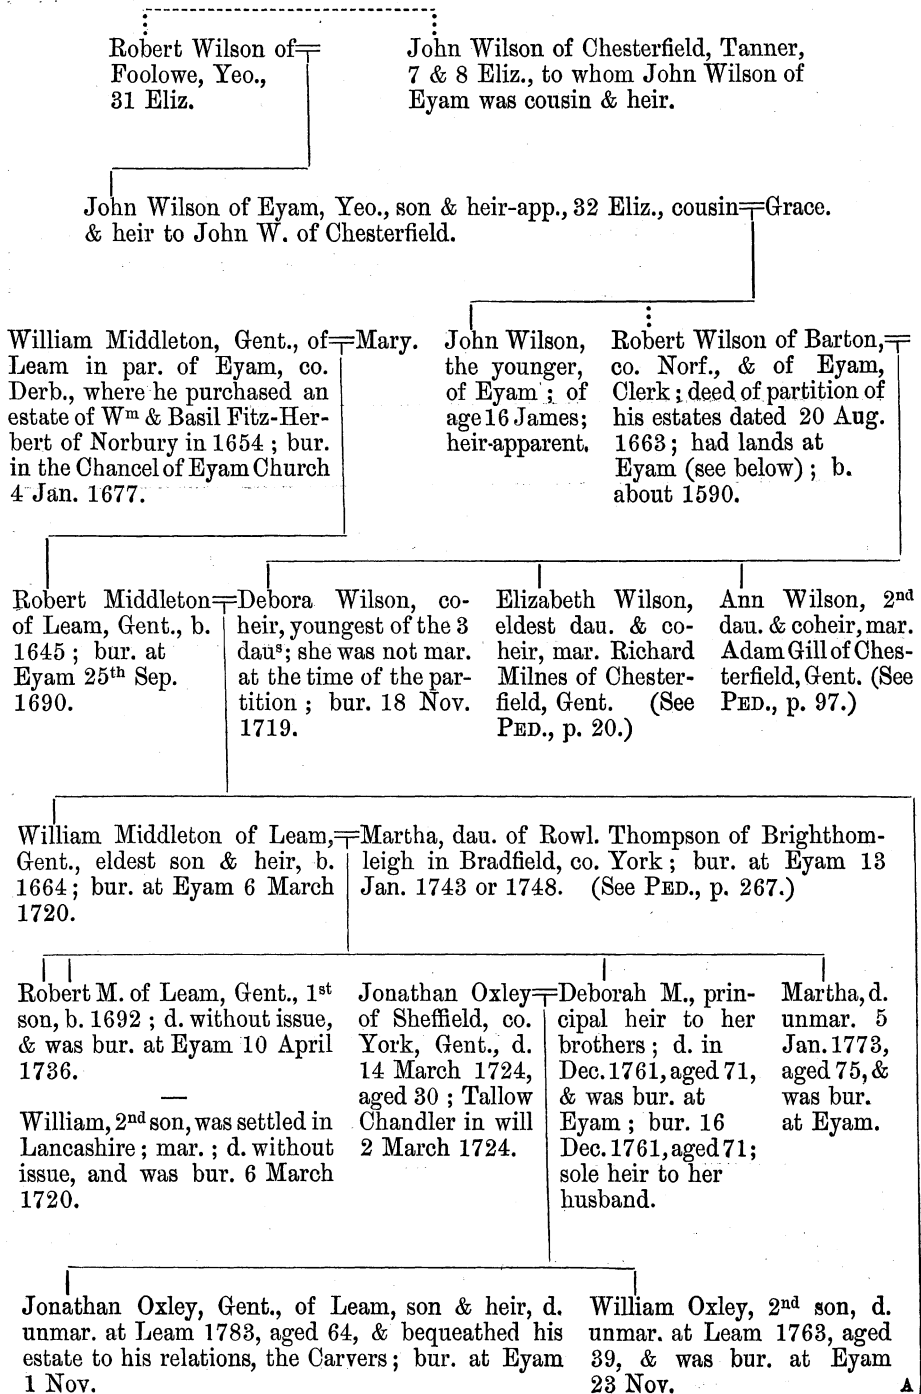 Robert Wilson of
Foolowe, Yeo.,
31 Eliz.
John Wilson of Chesterfield, Tanner,
7 & 8 Eliz., to whom John Wilson of
Eyam was cousin & heir.
John Wilson of Eyam, Yeo., son & heir-app., 32 Eliz., cousin Grace.
& heir to John W. of Chesterfield.
William Middleton, Gent., of Mary.
Leam in par. of Eyam, co.
Derb., where he purchased an
estate of Wm & Basil Fitz-Her-
bert of Norbury in 1654 ; bur.
in the Chancel of Eyam Church
4 Jan. 1677.
John Wilson,
the younger,
of Eyam ; of
age 16 James;
heir-apparent.
Robert Wilson of Barton,
co. Norf., & of Eyam,
Clerk ; deed of partition of
his estates dated 20 Aug.
1663 ; had lands at
Eyam (see below) ; b.
about 1590.
Robert Middleton
of Leam, Gent., b.
1645 ; bur. at
Eyam 25th Sep.
1690.
Debora Wilson, co-
heir, youngest of the 3
daus; she was not mar.
at the time of the par-
tition ; bur. 18 Nov.
1719.
Elizabeth Wilson,
eldest dau. & co-
heir, mar. Richard
Milnes of Chester-
field, Gent. (See
PED., p. 20.)
Ann Wilson, 2nd
dau. & coheir, mar.
Adam Gill of Ches-
terfield, Gent. (See
PED., p. 97.)
William Middleton of Leam,
Gent., eldest son & heir, b.
1664 ; bur. at Eyam 6 March
1720.
Martha, dau. of Rowl. Thompson of Brighthom-
leigh in Bradfield, co. York ; bur. at Eyam 13
Jan. 1743 or 1748. (See PED., p. 267.)
Robert M. of Leam, Gent., 1st
son, b. 1692 ; d. without issue,
& was bur. at Eyam 10 April
1736.
—
William, 2nd son, was settled in
Lancashire ; mar. ; d. without
issue, and was bur. 6 March
1720.
Jonathan Oxley
of Sheffield, co.
York, Gent., d.
14 March 1724,
aged 30 ; Tallow
Chandler in will
2 March 1724.
Deborah M., prin-
cipal heir to her
brothers ; d. in
Dec. 1761, aged 71,
& was bur. at
Eyam ; bur. 16
Dec. 1761, aged 71;
sole heir to her
husband.
Martha, d.
unmar. 5
Jan. 1773,
aged 75, &
was bur.
at Eyam.
Jonathan Oxley, Gent., of Leam, son & heir, d.
unmar. at Leam 1783, aged 64, & bequeathed his
estate to his relations, the Carvers ; bur. at Eyam
1 Nov.
William Oxley, 2nd son, d.
unmar. at Leam 1763, aged
39, & was bur. at Eyam
23 Nov.
A